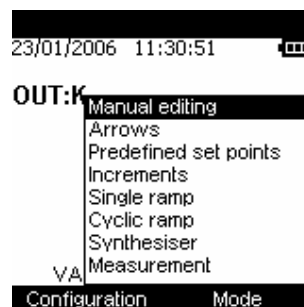 23/01/2006 11:30:51
OUT:K
Manual editing
Arrows
Predefined set points
Increments
Single ramp
Cyclic ramp
Synthesiser
Measurement
VA
Configuration Mode